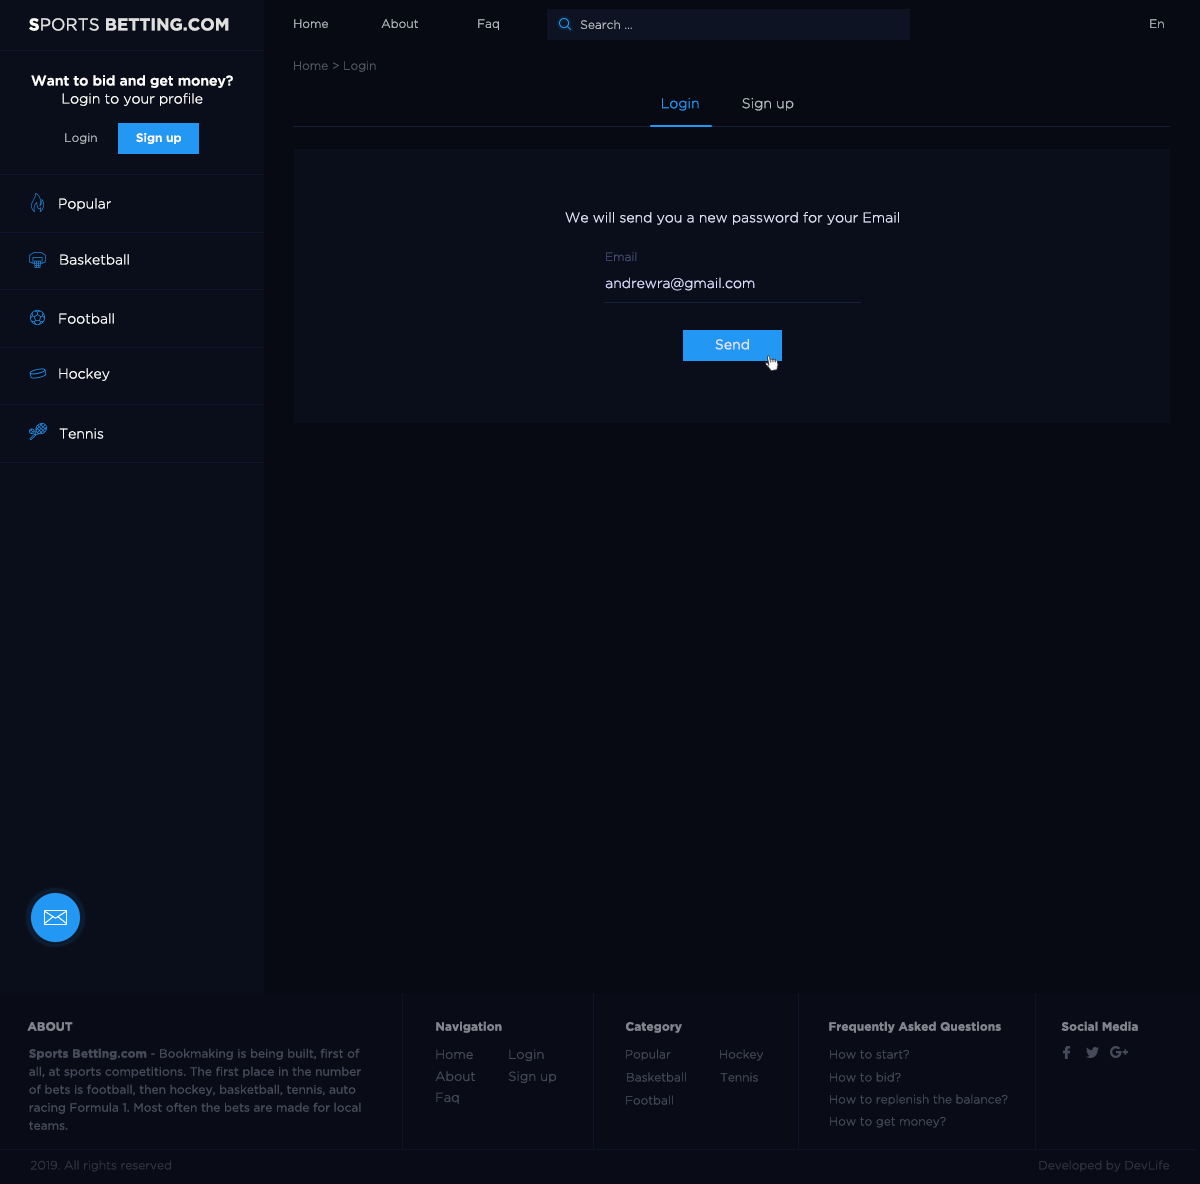 SPORTS BETTING.COM
Home About Faq Search ... En
Want to bid and get money?
Login to your profile
Login Sign up
Popular
Basketball
Football
Hockey
Tennis
Home > Login
Login Sign up
We will send you a new password for your Email
Email
andrewra@gmail.com
Send
ABOUT
Sports Betting.com - Bookmaking is being built, first of
all, at sports competitions. The first place in the number
of bets is football, then hockey, basketball, tennis, auto
racing Formula 1. Most often the bets are made for local
teams.
Navigation
Home Login
About Sign up
Faq
Category
Popular Hockey
Basketball Tennis
Football
Frequently Asked Questions
How to start?
How to bid?
How to replenish the balance?
How to get money?
Social Media
f G+
2019. All rights reserved
Developed by DevLife